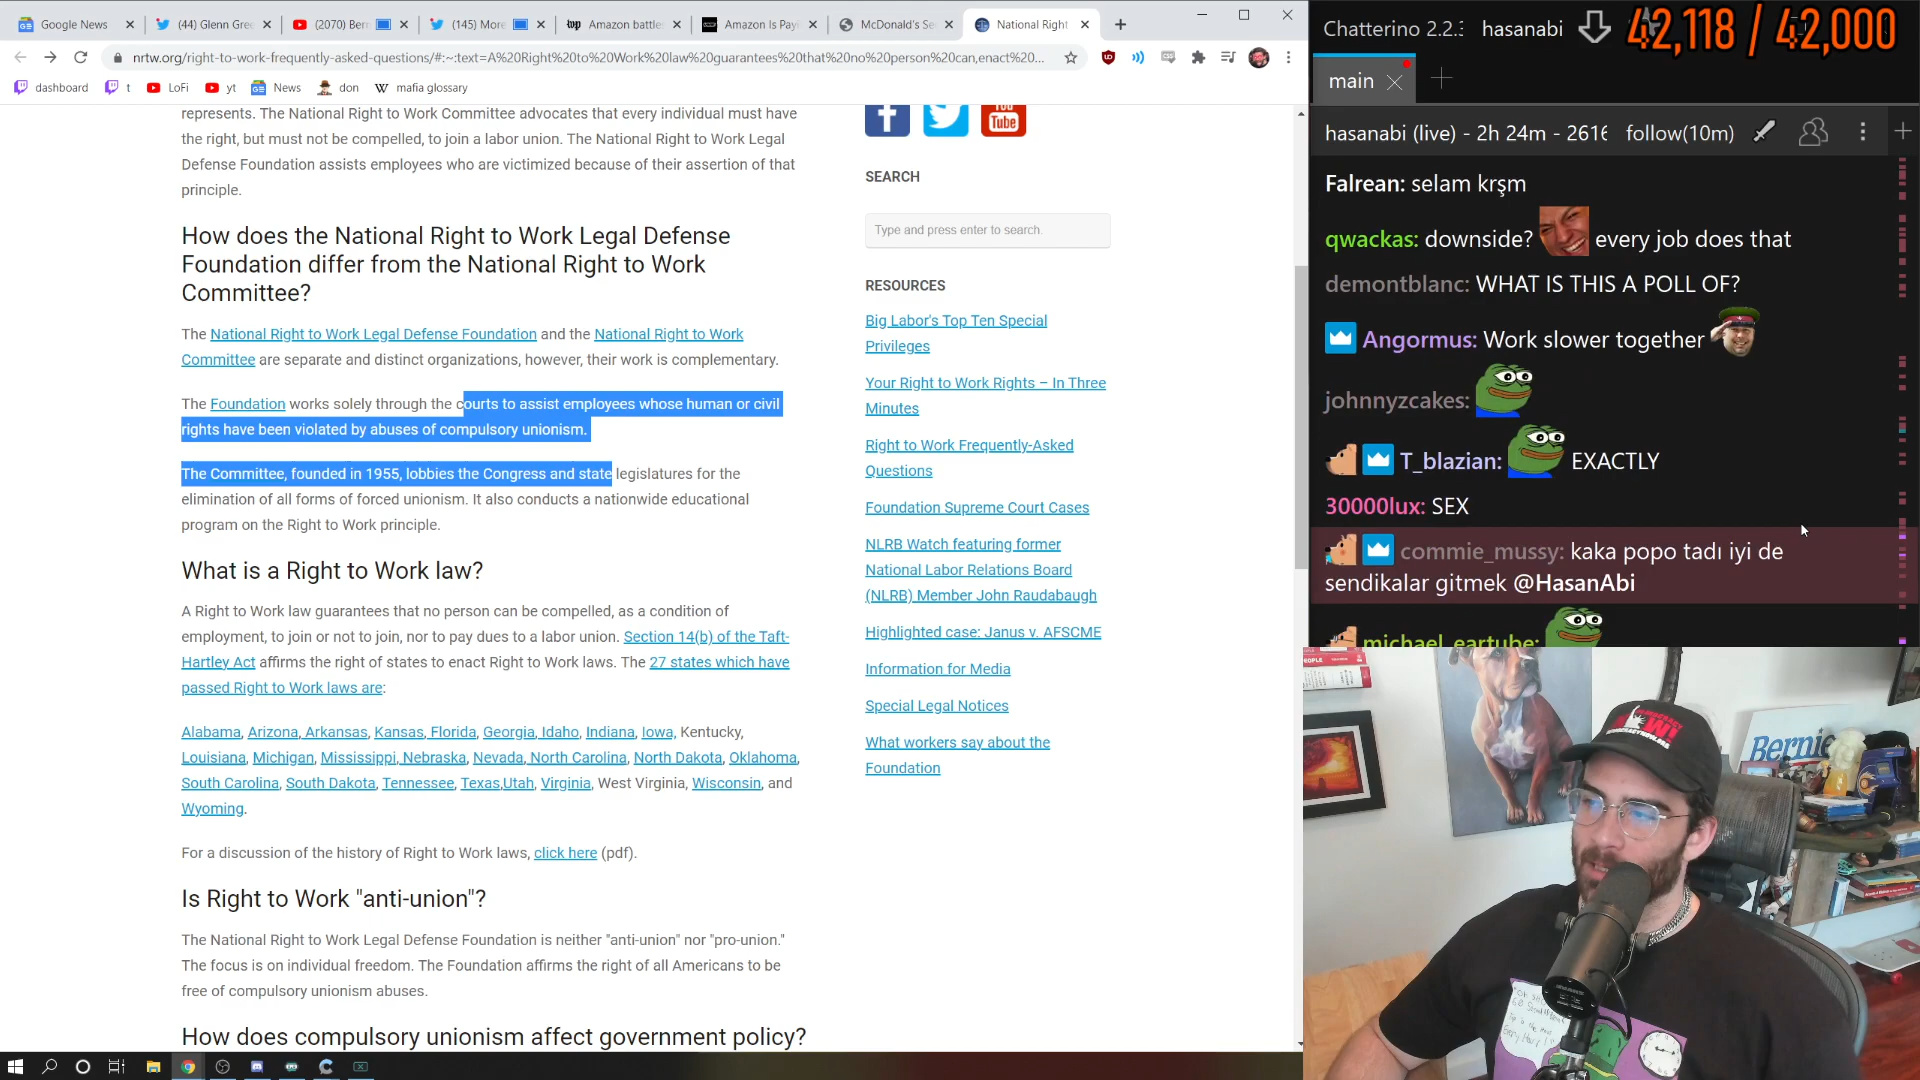 Google News
(44) Glenn Gree
(2070) Bern
(145) More
Amazon battle
Amazon Is Payi
McDonald's Se
National Right
nrtw.org/right-to-work-frequently-asked-questions/#:~:text=A%20Right%20to%20Work%20law%20guarantees%20that%20no%20person%20can,enact%20...
dashboard
t
LoFi
yt
News
don
mafia glossary
represents. The National Right to Work Committee advocates that every individual must have
the right, but must not be compelled, to join a labor union. The National Right to Work Legal
Defense Foundation assists employees who are victimized because of their assertion of that
principle.
How does the National Right to Work Legal Defense
Foundation differ from the National Right to Work
Committee?
The National Right to Work Legal Defense Foundation and the National Right to Work
Committee are separate and distinct organizations, however, their work is complementary.
The Foundation works solely through the courts to assist employees whose human or civil
rights have been violated by abuses of compulsory unionism.
The Committee, founded in 1955, lobbies the Congress and state legislatures for the
elimination of all forms of forced unionism. It also conducts a nationwide educational
program on the Right to Work principle.
What is a Right to Work law?
A Right to Work law guarantees that no person can be compelled, as a condition of
employment, to join or not to join, nor to pay dues to a labor union. Section 14(b) of the Taft-
Hartley Act affirms the right of states to enact Right to Work laws. The 27 states which have
passed Right to Work laws are:
Alabama, Arizona, Arkansas, Kansas, Florida, Georgia, Idaho, Indiana, Iowa, Kentucky,
Louisiana, Michigan, Mississippi, Nebraska, Nevada, North Carolina, North Dakota, Oklahoma,
South Carolina, South Dakota, Tennessee, Texas,Utah, Virginia, West Virginia, Wisconsin, and
Wyoming.
For a discussion of the history of Right to Work laws, click here (pdf).
Is Right to Work "anti-union"?
The National Right to Work Legal Defense Foundation is neither "anti-union" nor "pro-union."
The focus is on individual freedom. The Foundation affirms the right of all Americans to be
free of compulsory unionism abuses.
How does compulsory unionism affect government policy?
You
Tube
SEARCH
Type and press enter to search.
RESOURCES
Big Labor's Top Ten Special
Privileges
Your Right to Work Rights – In Three
Minutes
Right to Work Frequently-Asked
Questions
Foundation Supreme Court Cases
NLRB Watch featuring former
National Labor Relations Board
(NLRB) Member John Raudabaugh
Highlighted case: Janus v. AFSCME
Information for Media
Special Legal Notices
What workers say about the
Foundation
Chatterino 2.2.3
hasanabi
42,118 / 42,000
main
hasanabi (live) - 2h 24m - 2616
follow(10m)
Falrean: selam krşm
qwackas: downside? every job does that
demontblanc: WHAT IS THIS A POLL OF?
Angormus: Work slower together
johnnyzcakes:
T_blazian: EXACTLY
30000lux: SEX
commie_mussy: kaka popo tadı iyi de
sendikalar gitmek @HasanAbi
michael_eartube:
PEOPLE
Bernie